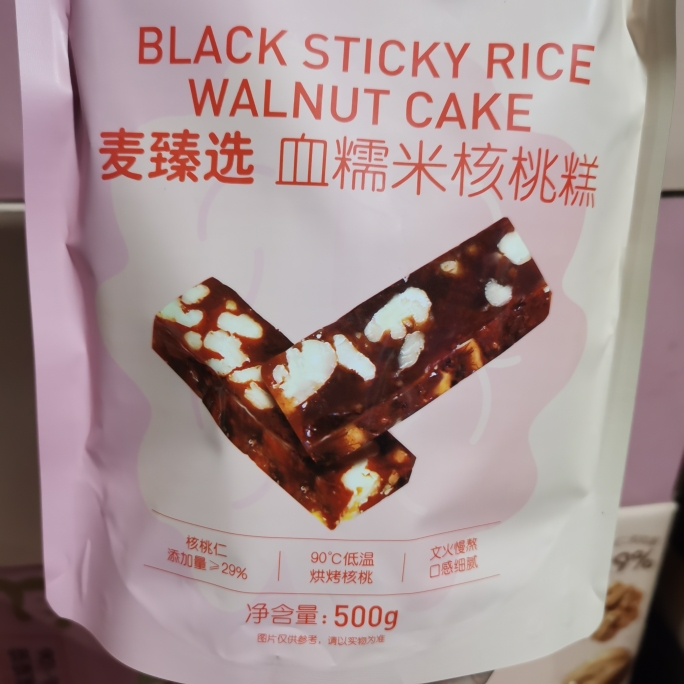 BLACK STICKY RICE
WALNUT CAKE
麦臻选 血糯米核桃糕
核桃仁
添加量≥29%
90℃低温
烘烤核桃
文火慢熬
口感细腻
净含量：500g
图片仅供参考，请以实物为准
9%